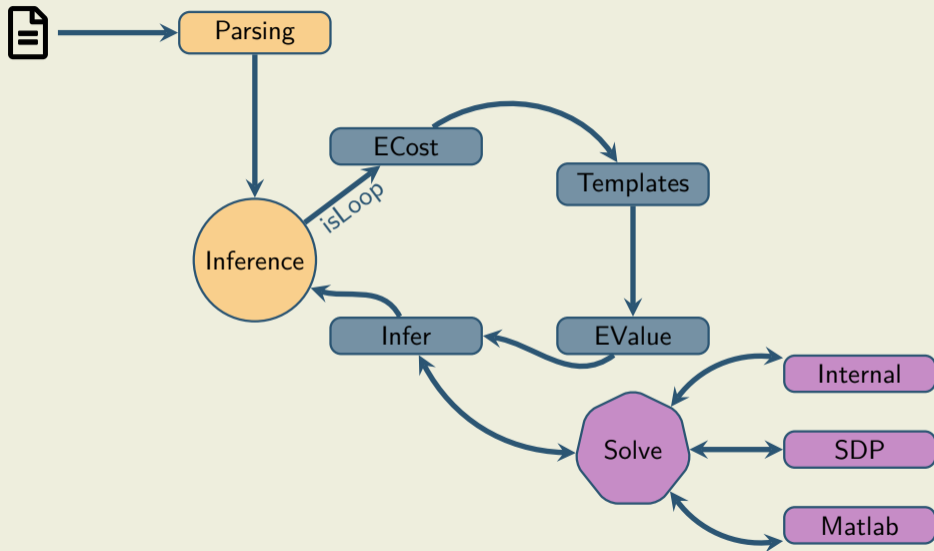 Parsing
ECost
Templates
isLoop
Inference
Infer
EValue
Internal
Solve
SDP
Matlab